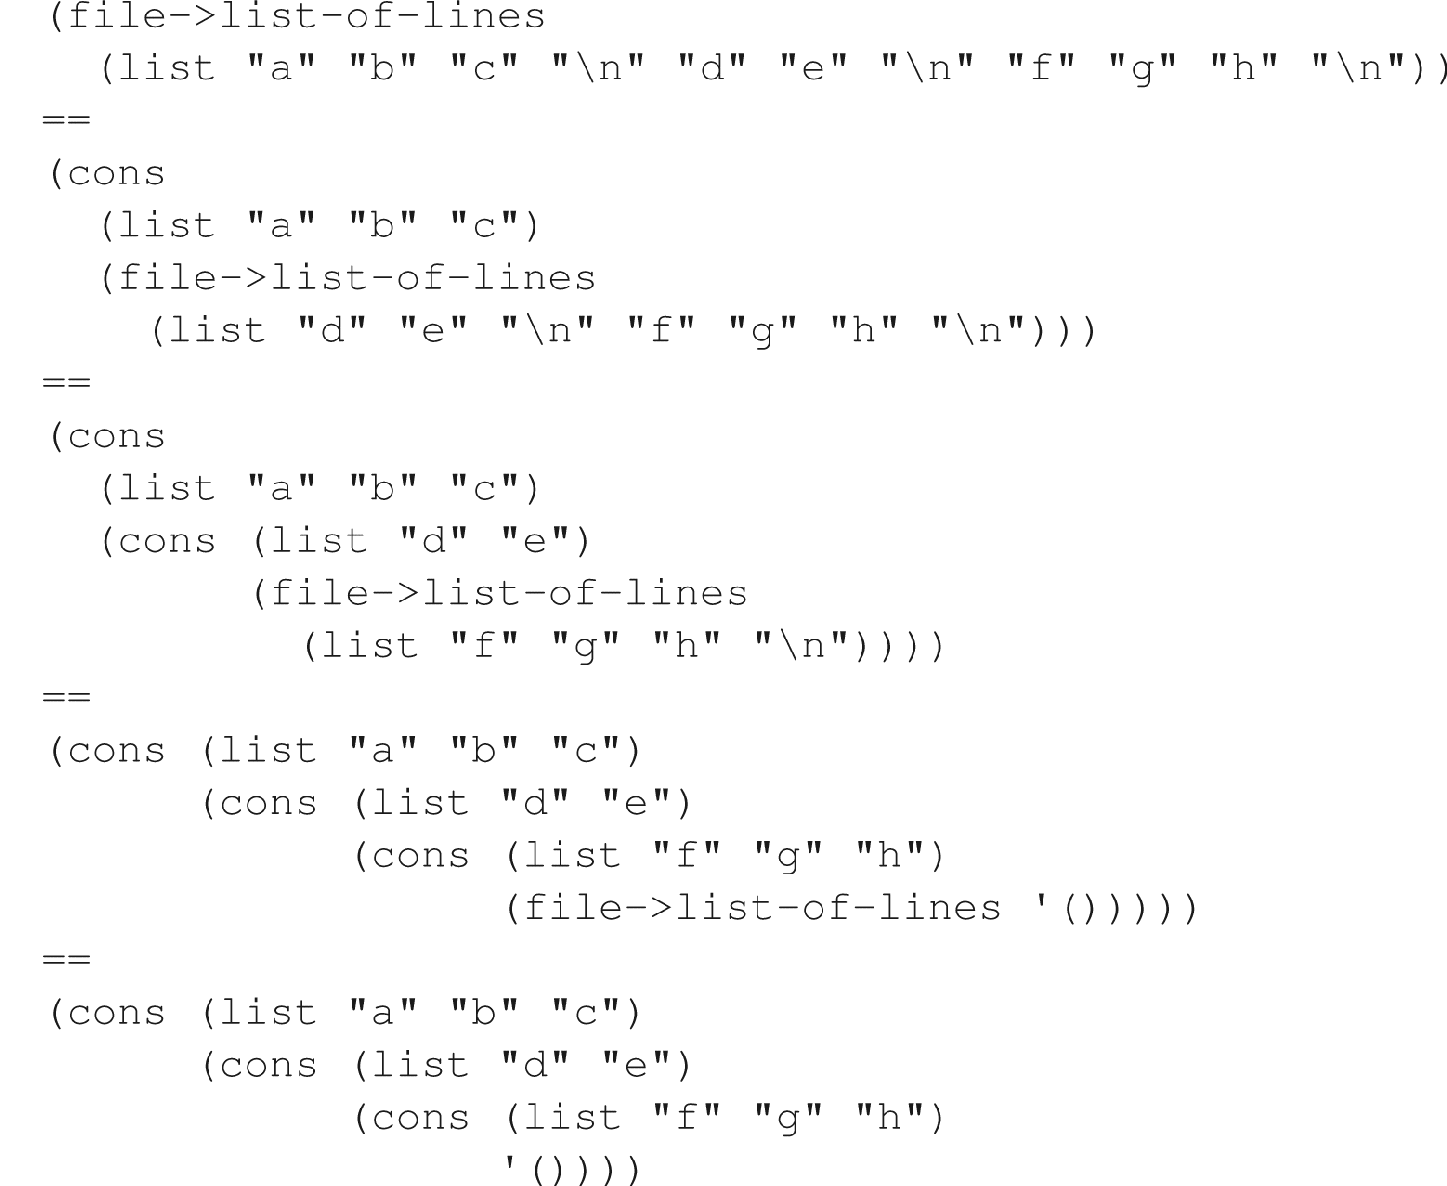 (file->list-of-lines
  (list "a" "b" "c" "\n" "d" "e" "\n" "f" "g" "h" "\n"))
==
(cons
  (list "a" "b" "c")
  (file->list-of-lines
    (list "d" "e" "\n" "f" "g" "h" "\n")))
==
(cons
  (list "a" "b" "c")
  (cons (list "d" "e")
        (file->list-of-lines
          (list "f" "g" "h" "\n"))))
==
(cons (list "a" "b" "c")
      (cons (list "d" "e")
            (cons (list "f" "g" "h")
                  (file->list-of-lines '()))))
==
(cons (list "a" "b" "c")
      (cons (list "d" "e")
            (cons (list "f" "g" "h")
                  '())))